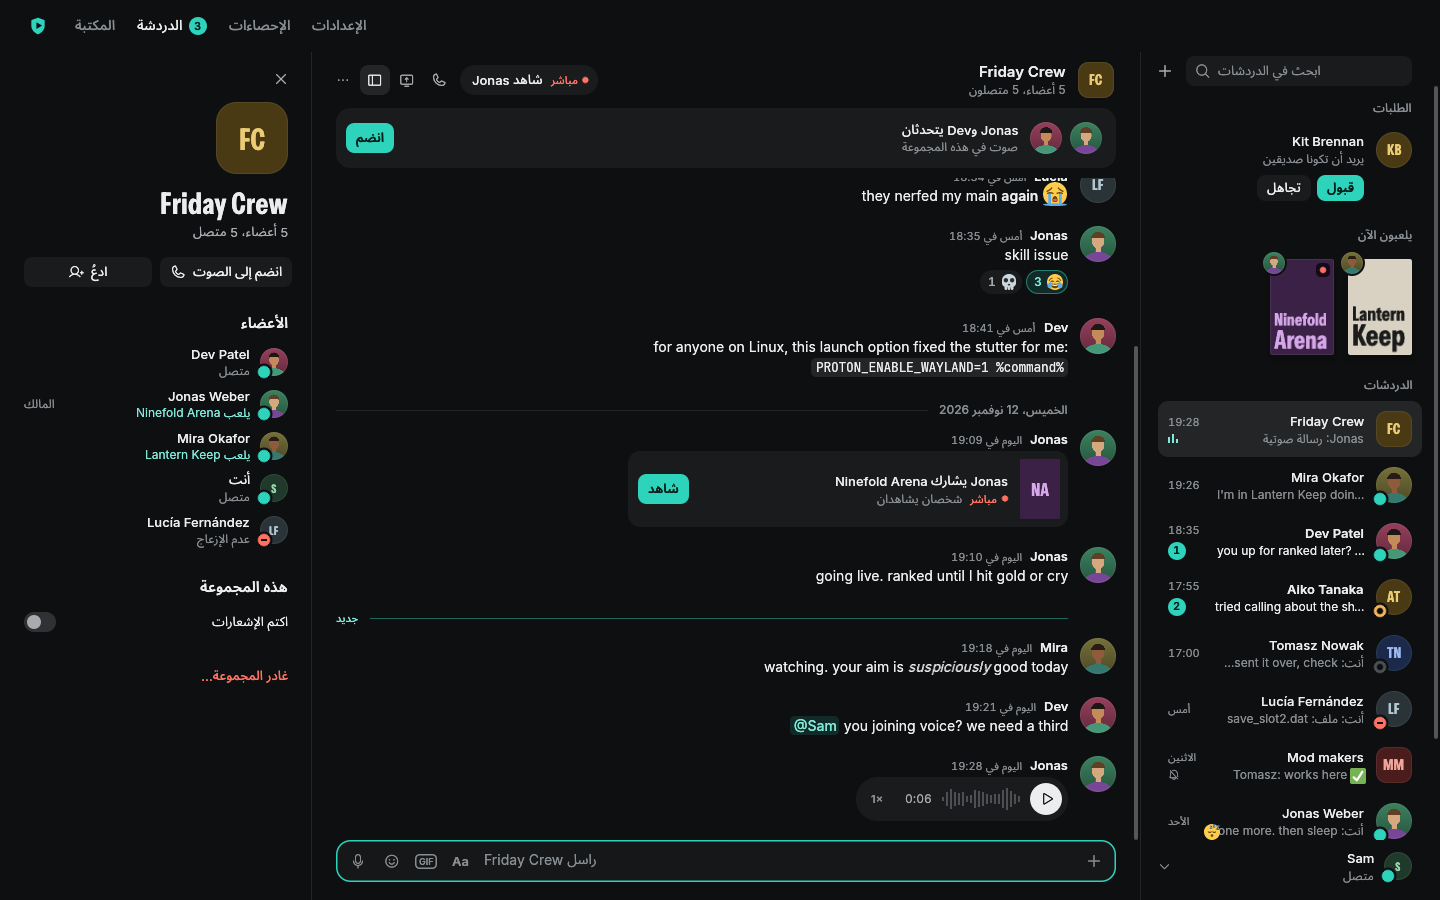 المكتبة
الدردشة 3
الإحصاءات
الإعدادات
ابحث في الدردشات
الطلبات
KB
Kit Brennan
يريد أن تكونا صديقين
قبول
تجاهل
يلعبون الآن
Lantern Keep
Ninefold Arena
الدردشات
FC
Friday Crew
19:28
Jonas: رسالة صوتية
Mira Okafor
19:26
I'm in Lantern Keep doin...
Dev Patel
18:35
you up for ranked later? ...
1
AT
Aiko Tanaka
17:55
tried calling about the sh...
2
TN
Tomasz Nowak
17:00
أنت: sent it over, check...
LF
Lucía Fernández
أمس
أنت: ملف: save_slot2.dat
MM
Mod makers
الاثنين
Tomasz: works here ✅
Jonas Weber
الأحد
أنت: one more. then sleep 😴
S
Sam
متصل
FC
Friday Crew
5 أعضاء، 5 متصلون
شاهد Jonas مباشر
Jonas وDev يتحدثان
صوت في هذه المجموعة
انضم
LF
Lucía أمس في 18:34
they nerfed my main again 😭
Jonas أمس في 18:35
skill issue
😂 3
💀 1
Dev أمس في 18:41
for anyone on Linux, this launch option fixed the stutter for me:
PROTON_ENABLE_WAYLAND=1 %command%
الخميس، 12 نوفمبر 2026
Jonas اليوم في 19:09
NA
Jonas يشارك Ninefold Arena
مباشر شخصان يشاهدان
شاهد
Jonas اليوم في 19:10
going live. ranked until I hit gold or cry
جديد
Mira اليوم في 19:18
watching. your aim is suspiciously good today
Dev اليوم في 19:21
@Sam you joining voice? we need a third
Jonas اليوم في 19:28
0:06
1×
راسل Friday Crew
Aa
GIF
FC
Friday Crew
5 أعضاء، 5 متصل
انضم إلى الصوت
ادعُ
الأعضاء
Dev Patel
متصل
Jonas Weber
يلعب Ninefold Arena
المالك
Mira Okafor
يلعب Lantern Keep
S
أنت
متصل
LF
Lucía Fernández
عدم الإزعاج
هذه المجموعة
اكتم الإشعارات
غادر المجموعة...